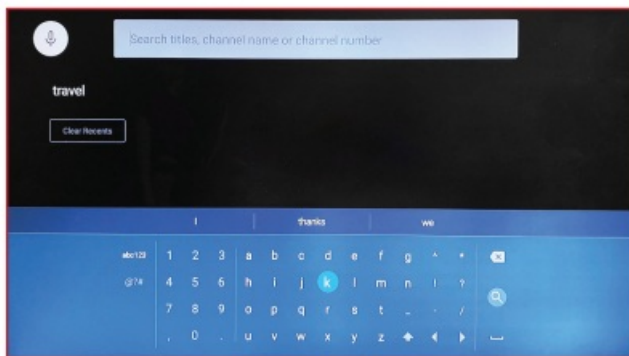 Search titles, channel name or channel number
travel
Clear Recents
I thanks we
abc123 1 2 3 a b c d e f g ^ *
@?# 4 5 6 h i j k l m n ! ?
7 8 9 o p q r s t _ - /
, 0 . u v w x y z